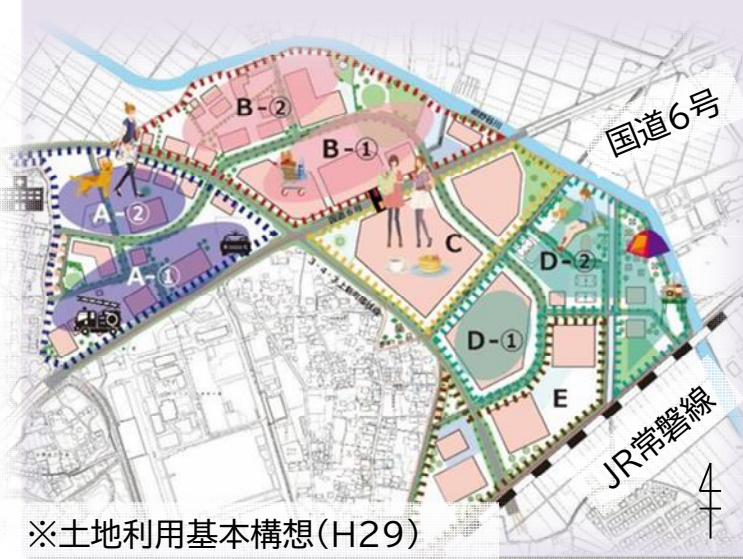 B-②
国道6号
B-①
A-②
C
D-②
A-①
D-①
E
JR常磐線
※土地利用基本構想(H29)